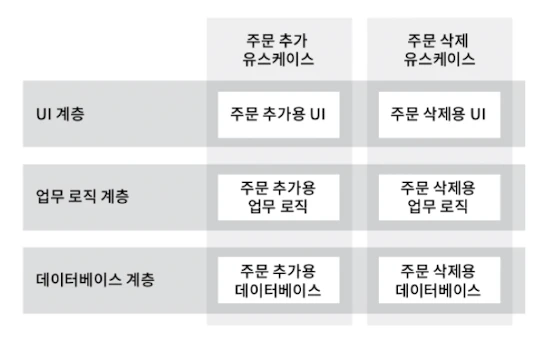 주문 추가
유스케이스
주문 삭제
유스케이스
UI 계층
주문 추가용 UI
주문 삭제용 UI
업무 로직 계층
주문 추가용
업무 로직
주문 삭제용
업무 로직
데이터베이스 계층
주문 추가용
데이터베이스
주문 삭제용
데이터베이스